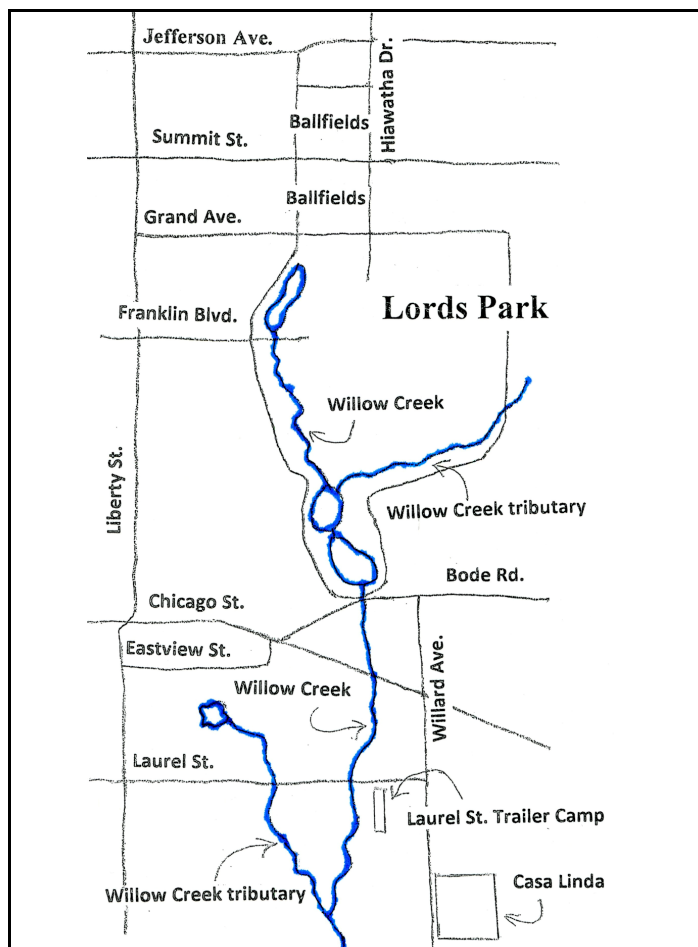 Jefferson Ave.
Hiawatha Dr.
Ballfields
Summit St.
Ballfields
Grand Ave.
Lords Park
Franklin Blvd.
Willow Creek
Liberty St.
Willow Creek tributary
Bode Rd.
Chicago St.
Eastview St.
Willard Ave.
Willow Creek
Laurel St.
Laurel St. Trailer Camp
Casa Linda
Willow Creek tributary